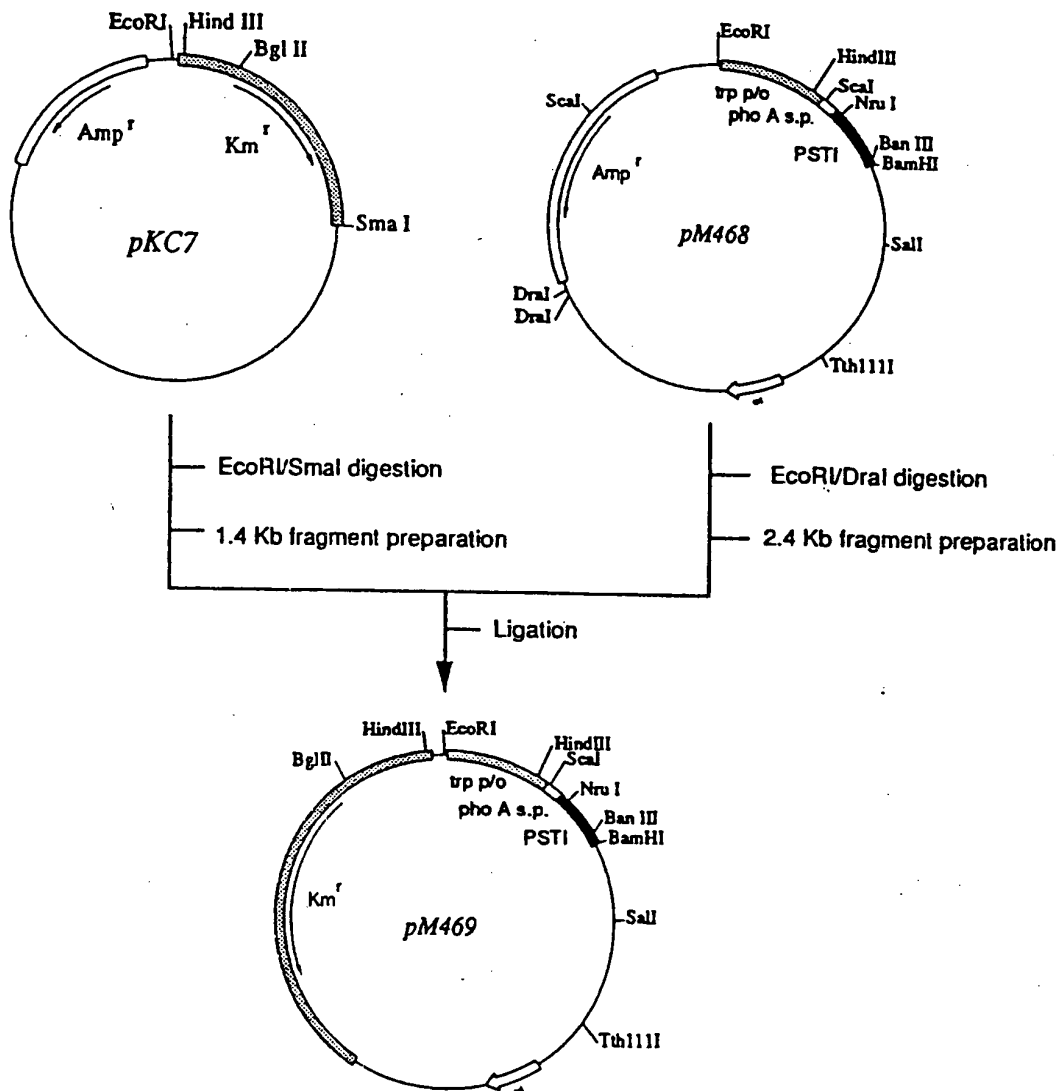 EcoRI
Hind III
Bgl II
Amp r
Km r
Sma I
pKC7
EcoRI
HindIII
ScaI
Nru I
ScaI
trp p/o
pho A s.p.
PSTI
Ban III
BamHI
Amp r
pM468
SalI
DraI
DraI
Tth111I
EcoRI/SmaI digestion
1.4 Kb fragment preparation
EcoRI/DraI digestion
2.4 Kb fragment preparation
Ligation
HindIII
EcoRI
HindIII
ScaI
BglII
Nru I
trp p/o
pho A s.p.
PSTI
Ban III
BamHI
Km r
pM469
SalI
Tth111I